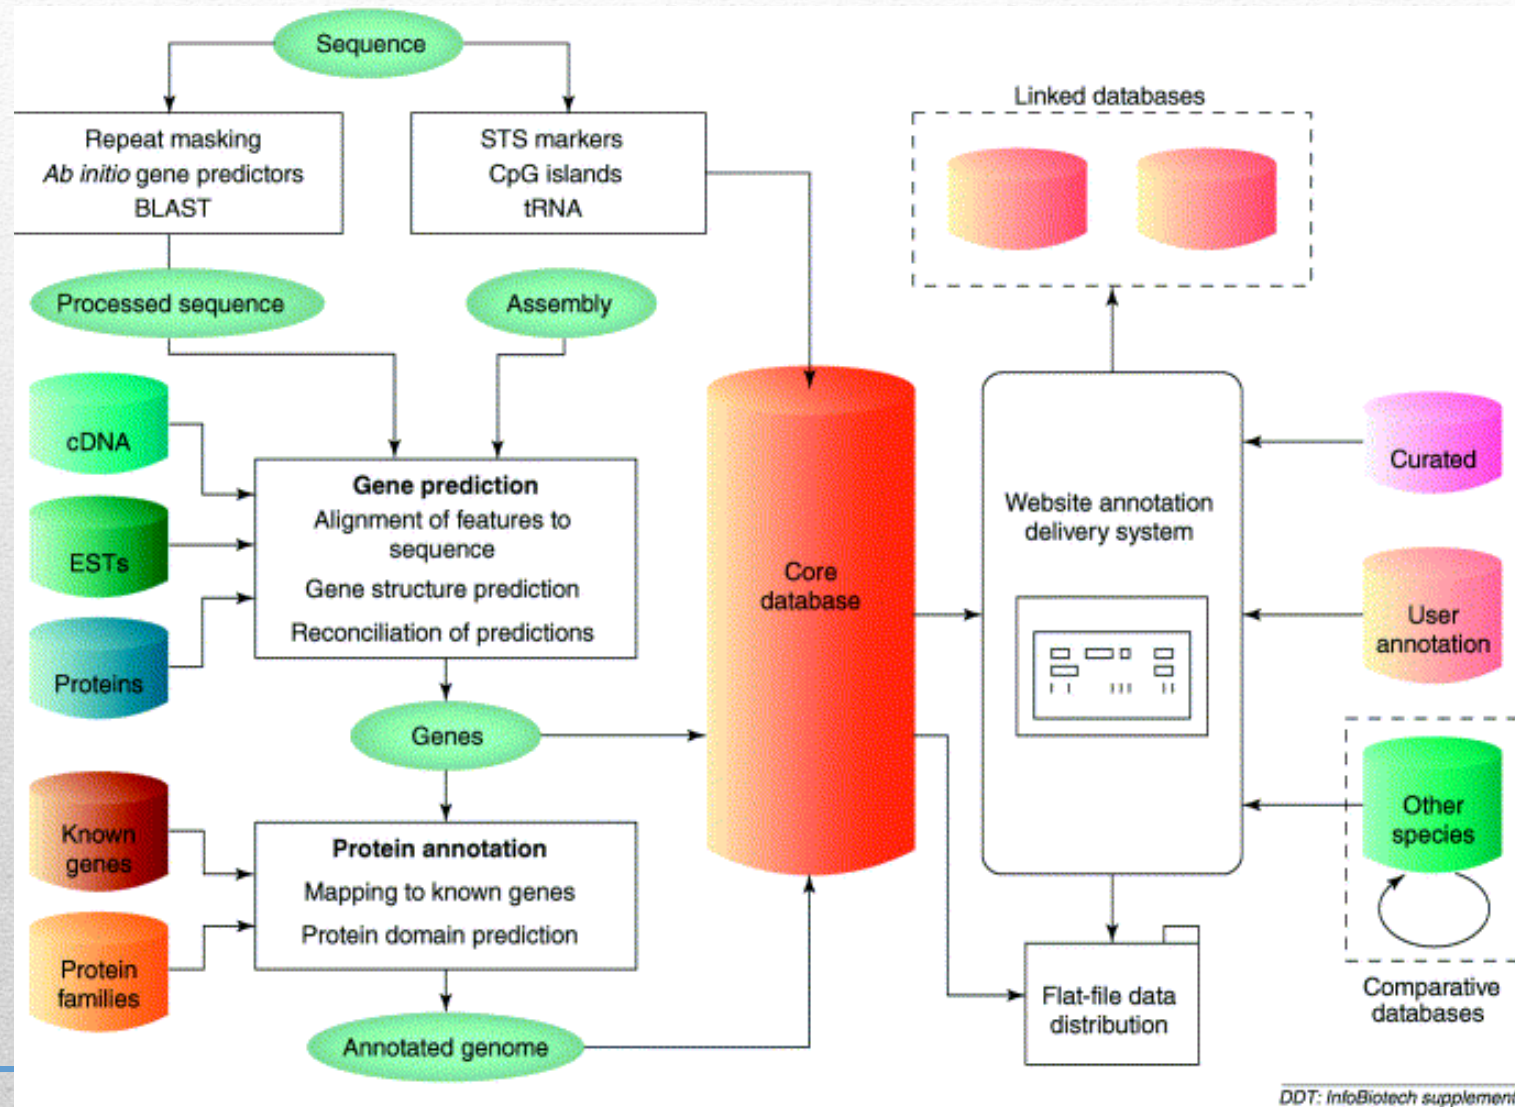 Sequence
Repeat masking
Ab initio gene predictors
BLAST
STS markers
CpG islands
tRNA
Linked databases
Processed sequence
Assembly
cDNA
ESTs
Proteins
Gene prediction
Alignment of features to
sequence
Gene structure prediction
Reconciliation of predictions
Genes
Known
genes
Protein
families
Protein annotation
Mapping to known genes
Protein domain prediction
Annotated genome
Core
database
Website annotation
delivery system
Flat-file data
distribution
Curated
User
annotation
Other
species
Comparative
databases
DDT: InfoBiotech supplement